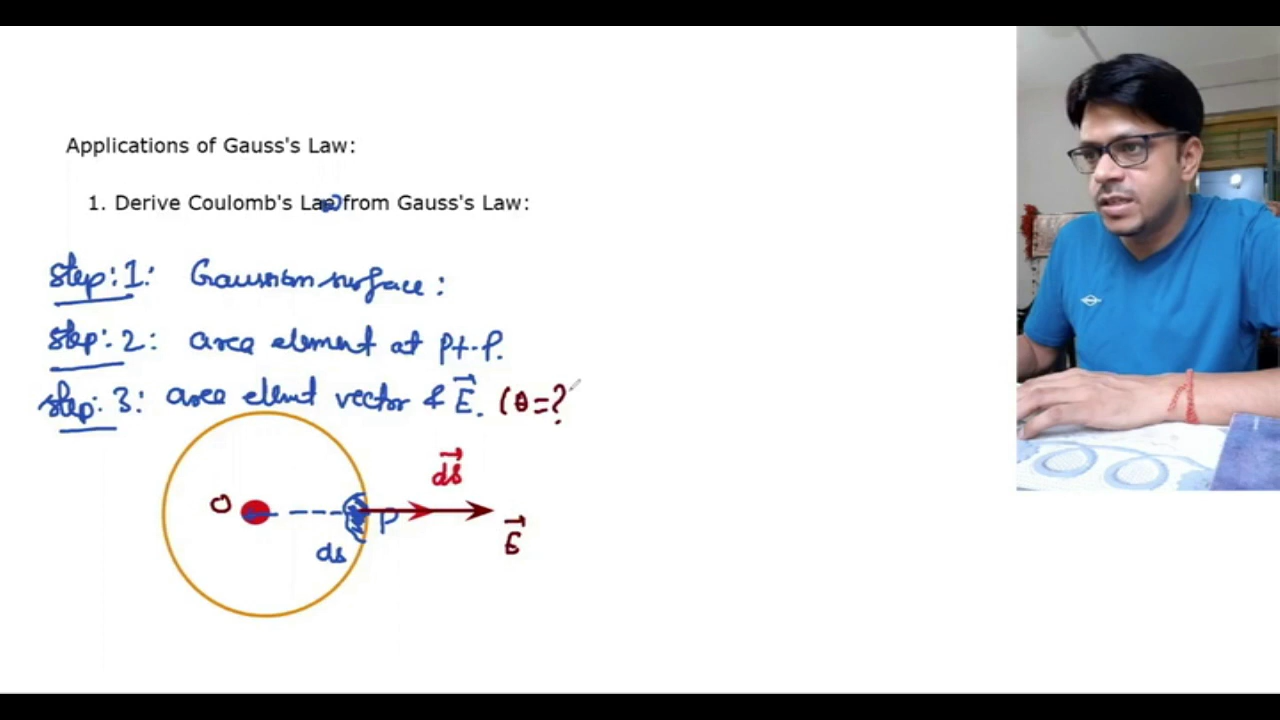 Applications of Gauss's Law:
1. Derive Coulomb's Law from Gauss's Law:
Step: 1: Gaussian surface:
Step: 2: area element at pt. P.
Step: 3: area elemt vector & E⃗. (θ=?
ds⃗
O
P
E⃗
ds